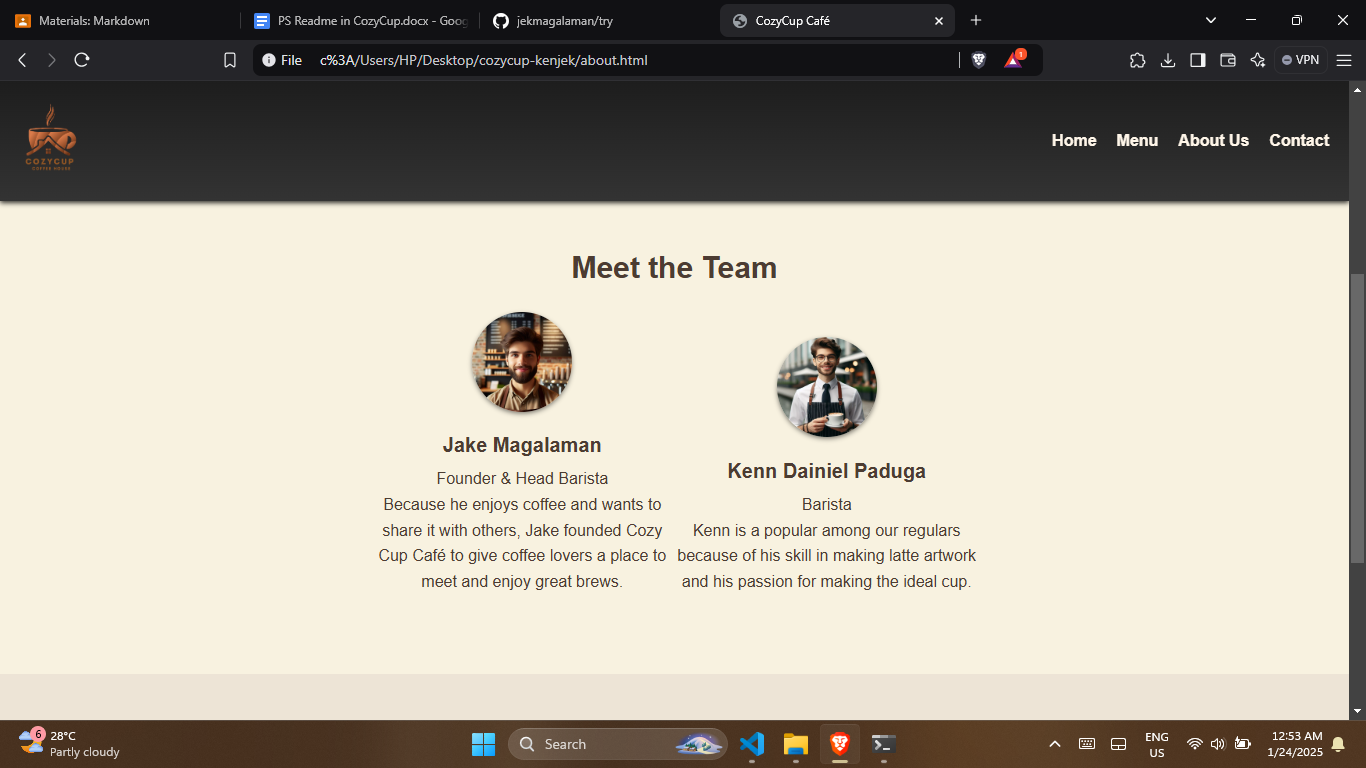 Materials: Markdown
PS Readme in CozyCup.docx - Goog
jekmagalaman/try
CozyCup Café
File
c%3A/Users/HP/Desktop/cozycup-kenjek/about.html
1
VPN
COZYCUP
COFFEE HOUSE
Home
Menu
About Us
Contact
Meet the Team
Jake Magalaman
Founder & Head Barista
Because he enjoys coffee and wants to
share it with others, Jake founded Cozy
Cup Café to give coffee lovers a place to
meet and enjoy great brews.
Kenn Dainiel Paduga
Barista
Kenn is a popular among our regulars
because of his skill in making latte artwork
and his passion for making the ideal cup.
6
28°C
Partly cloudy
Search
ENG
US
12:53 AM
1/24/2025